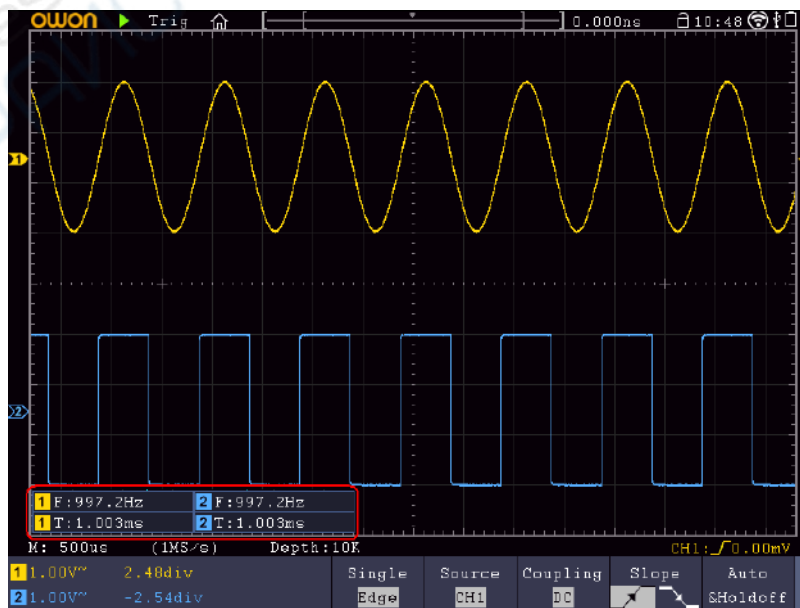 OWON Trig 0.000ns 10:48
1
2
1 F:997.2Hz 2 F:997.2Hz
1 T:1.003ms 2 T:1.003ms
M: 500us (1MS/s) Depth:10K CH1: 0.00mV
1 1.00V~ 2.48div Single Source Coupling Slope Auto
2 1.00V~ -2.54div Edge CH1 DC &Holdoff